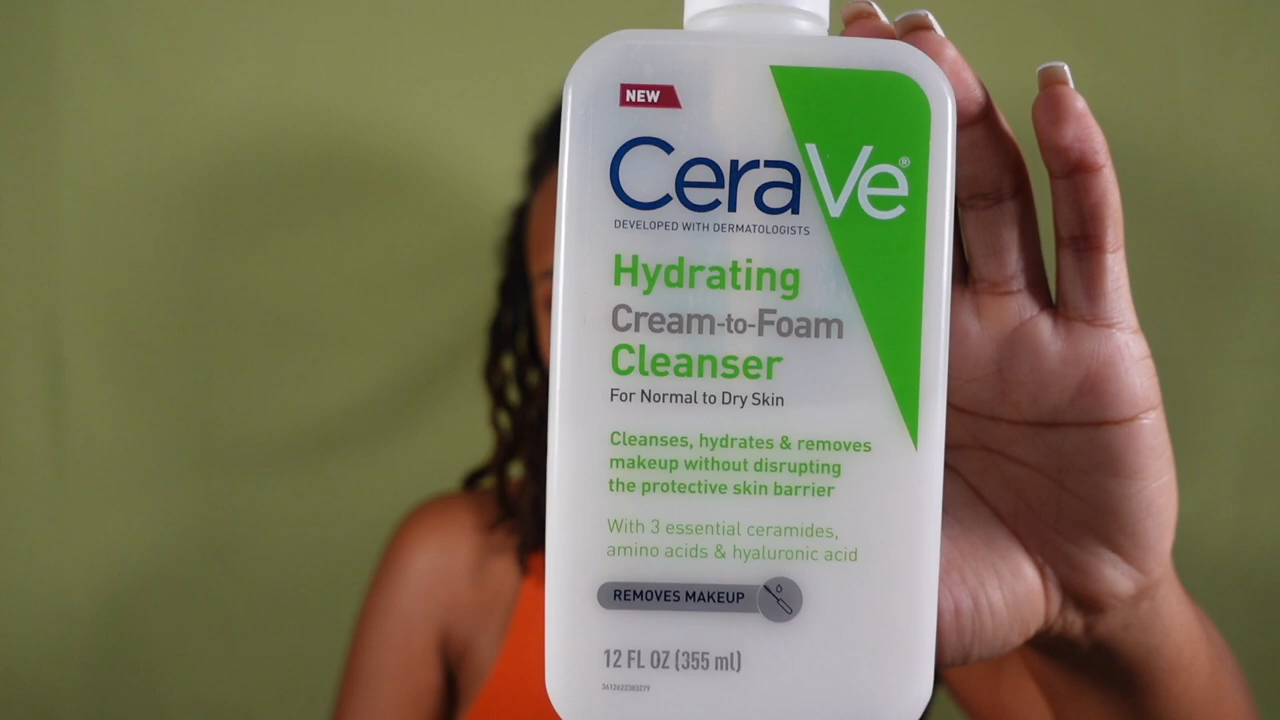 NEW
CeraVe®
DEVELOPED WITH DERMATOLOGISTS
Hydrating
Cream-to-Foam
Cleanser
For Normal to Dry Skin
Cleanses, hydrates & removes
makeup without disrupting
the protective skin barrier
With 3 essential ceramides,
amino acids & hyaluronic acid
REMOVES MAKEUP
12 FL OZ (355 ml)